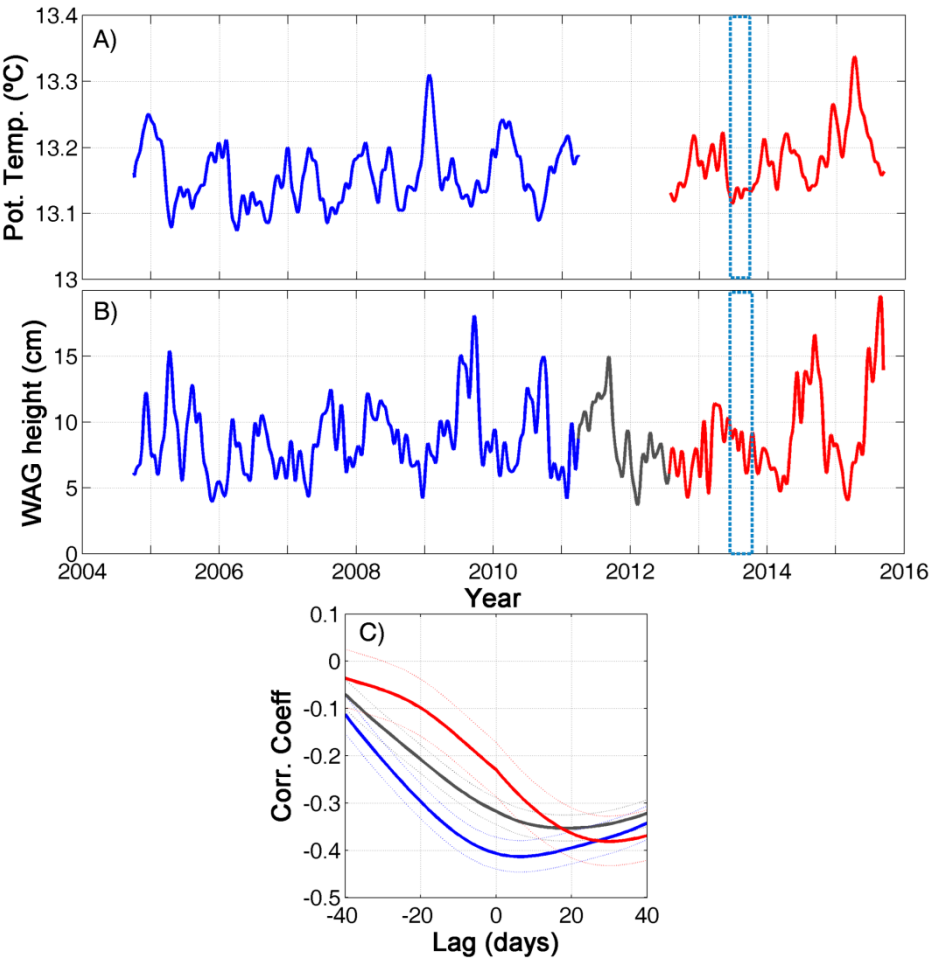 A)
Pot. Temp. (ºC)
13.4
13.3
13.2
13.1
13
B)
WAG height (cm)
15
10
5
0
2004 2006 2008 2010 2012 2014 2016
Year
C)
Corr. Coeff
0.1
0
-0.1
-0.2
-0.3
-0.4
-0.5
-40 -20 0 20 40
Lag (days)